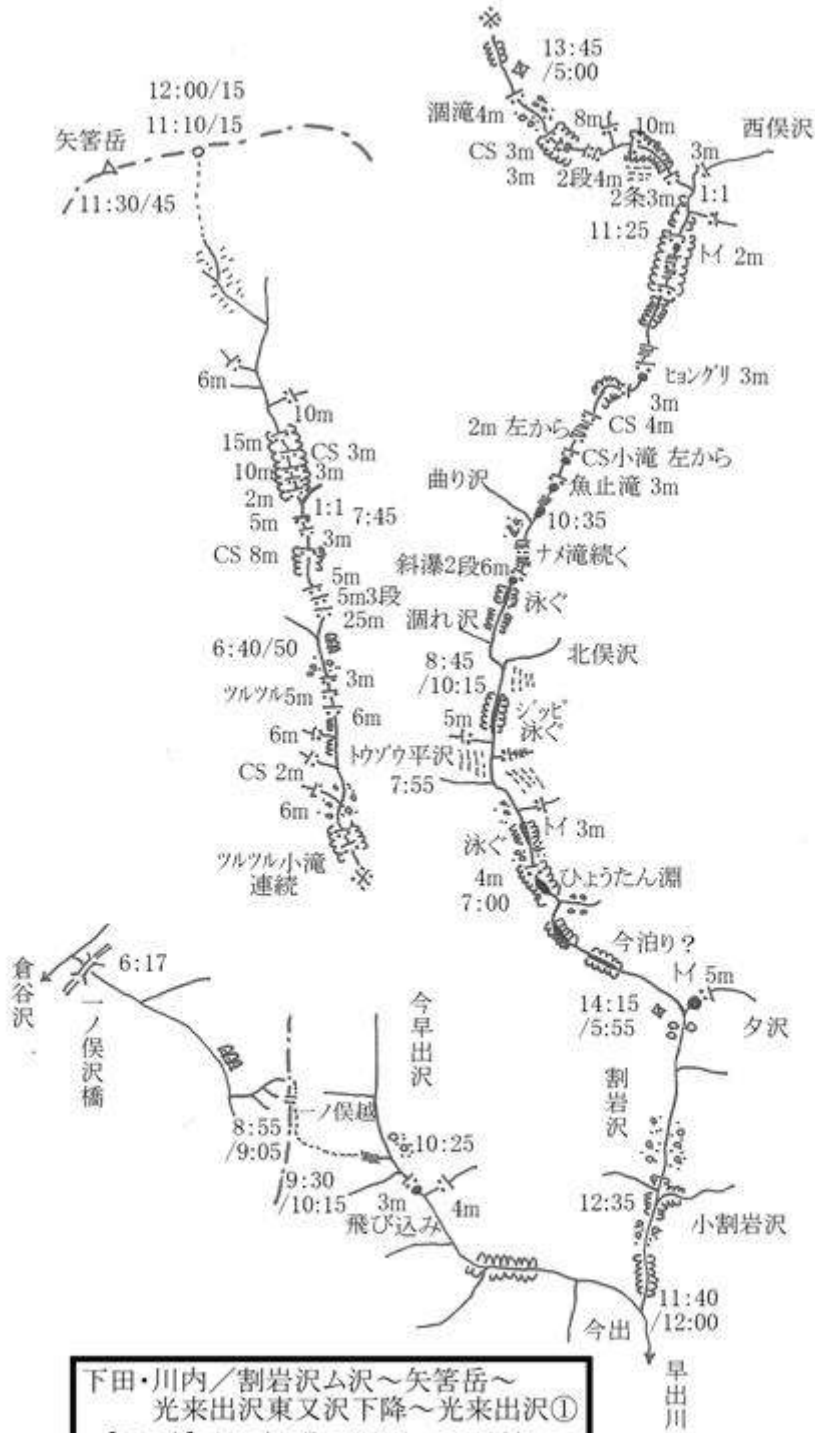 12:00/15
11:10/15
矢筈岳
11:30/45
6m
10m
15m
CS 3m
10m
3m
2m
1:1
7:45
5m
3m
CS 8m
5m
5m3段
25m
6:40/50
3m
ツルツル5m
6m
6m
CS 2m
6m
ツルツル小滝
連続
※
※
13:45
/5:00
涸滝4m
8m
10m
西俣沢
CS 3m
3m
3m
2段4m
2条3m
1:1
11:25
トイ 2m
ヒョングリ 3m
3m
CS 4m
2m 左から
CS小滝 左から
曲り沢
魚止滝 3m
10:35
ナメ滝続く
斜瀑2段6m
泳ぐ
涸れ沢
北俣沢
8:45
/10:15
ジッピ
泳ぐ
5m
トウゾウ平沢
7:55
トイ 3m
泳ぐ
4m
7:00
ひょうたん淵
今泊り?
トイ 5m
14:15
/5:55
夕沢
割岩沢
12:35
小割岩沢
11:40
/12:00
今出
早出川
倉谷沢
6:17
一ノ俣沢橋
今早出沢
8:55
/9:05
一ノ俣越
10:25
9:30
/10:15
3m
4m
飛び込み
下田・川内/割岩沢ム沢~矢筈岳~
光来出沢東又沢下降~光来出沢①